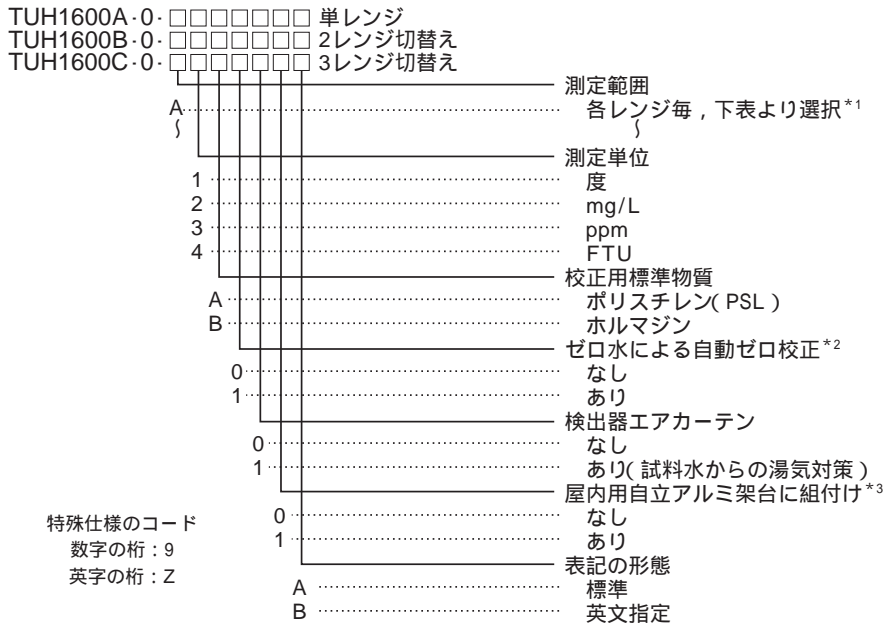 TUH1600A·0·□□□□□□□ 単レンジ
TUH1600B·0·□□□□□□□ 2レンジ切替え
TUH1600C·0·□□□□□□□ 3レンジ切替え
測定範囲
A 各レンジ毎，下表より選択*1
〜 〜
測定単位
1 度
2 mg/L
3 ppm
4 FTU
校正用標準物質
A ポリスチレン(PSL)
B ホルマジン
ゼロ水による自動ゼロ校正*2
0 なし
1 あり
検出器エアカーテン
0 なし
1 あり(試料水からの湯気対策)
屋内用自立アルミ架台に組付け*3
0 なし
1 あり
表記の形態
A 標準
B 英文指定
特殊仕様のコード
数字の桁：9
英字の桁：Z